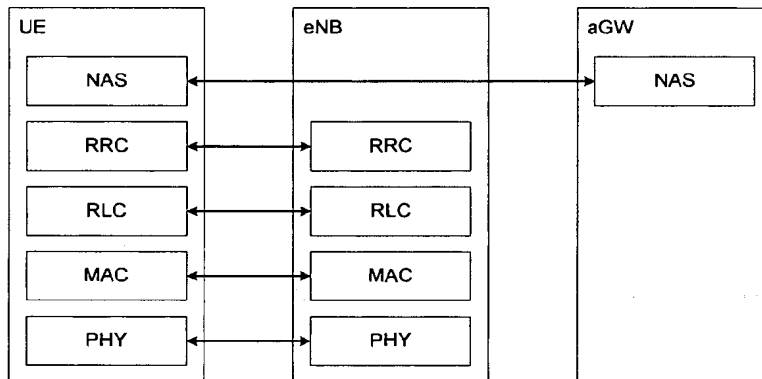 UE eNB aGW
NAS NAS
RRC RRC
RLC RLC
MAC MAC
PHY PHY